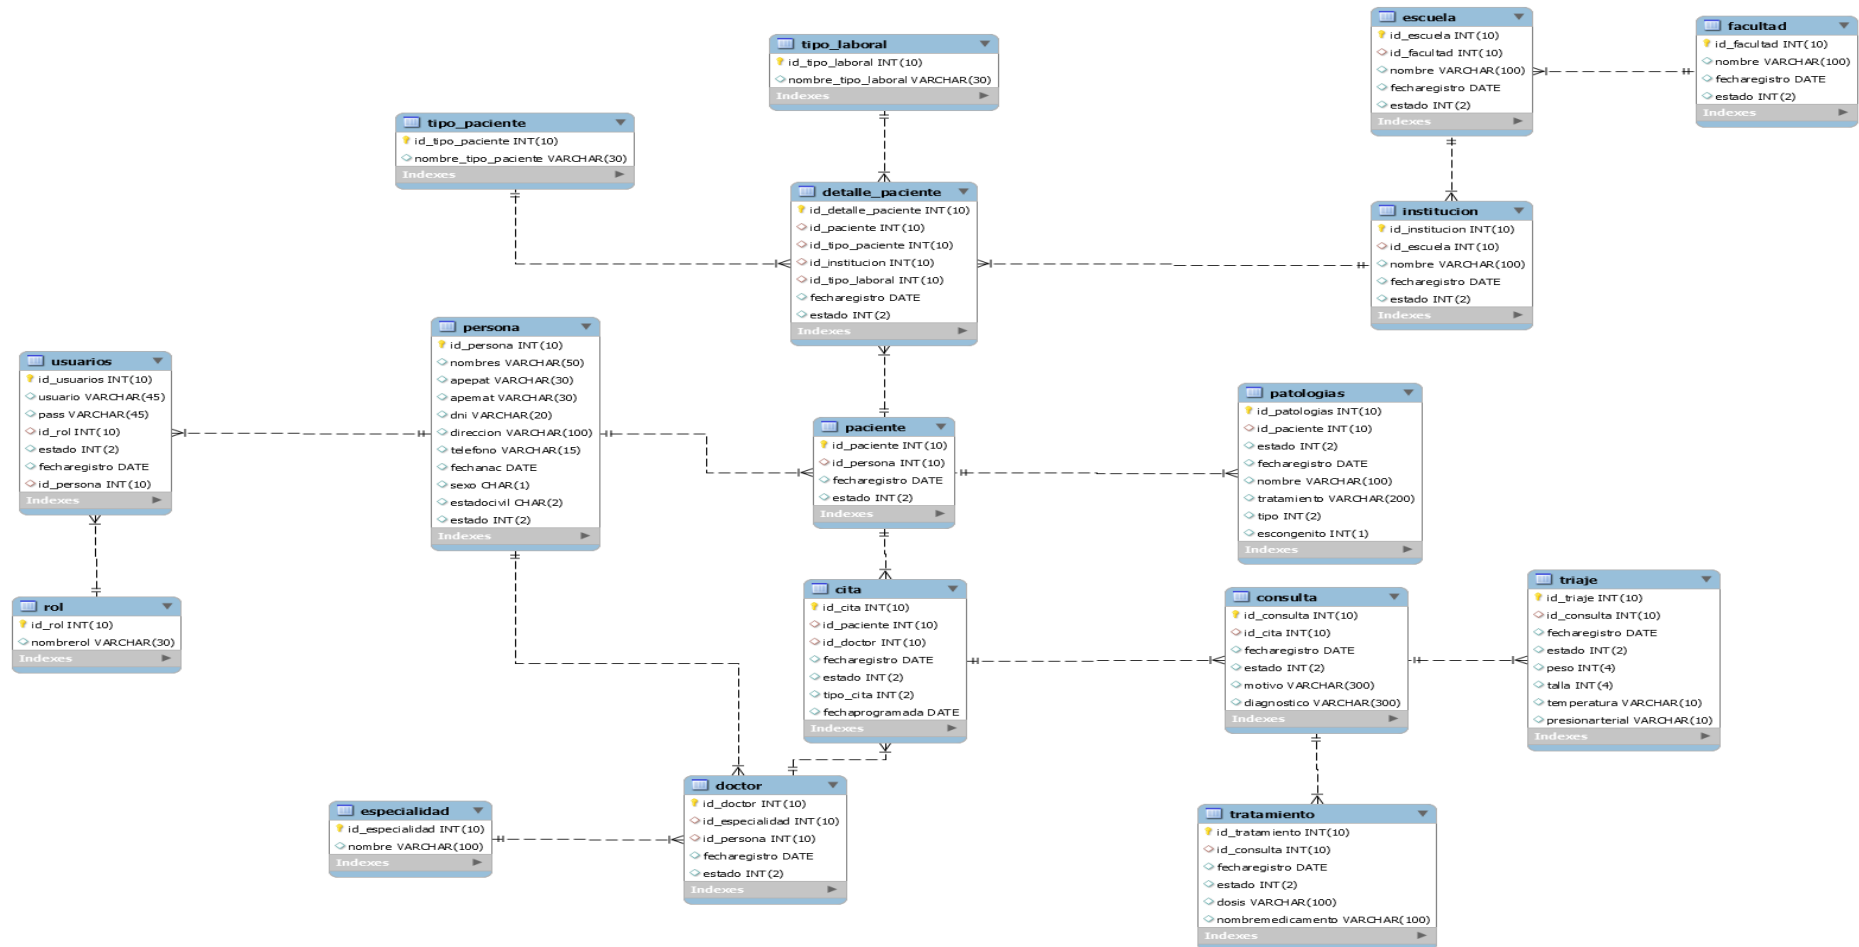 tipo_laboral
id_tipo_laboral INT(10)
nombre_tipo_laboral VARCHAR(30)
Indexes
escuela
id_escuela INT(10)
id_facultad INT(10)
nombre VARCHAR(100)
fecharegistro DATE
estado INT(2)
Indexes
facultad
id_facultad INT(10)
nombre VARCHAR(100)
fecharegistro DATE
estado INT(2)
Indexes
tipo_paciente
id_tipo_paciente INT(10)
nombre_tipo_paciente VARCHAR(30)
Indexes
detalle_paciente
id_detalle_paciente INT(10)
id_paciente INT(10)
id_tipo_paciente INT(10)
id_institucion INT(10)
id_tipo_laboral INT(10)
fecharegistro DATE
estado INT(2)
Indexes
institucion
id_institucion INT(10)
id_escuela INT(10)
nombre VARCHAR(100)
fecharegistro DATE
estado INT(2)
Indexes
usuarios
id_usuarios INT(10)
usuario VARCHAR(45)
pass VARCHAR(45)
id_rol INT(10)
estado INT(2)
fecharegistro DATE
id_persona INT(10)
Indexes
persona
id_persona INT(10)
nombres VARCHAR(50)
apepat VARCHAR(30)
apemat VARCHAR(30)
dni VARCHAR(20)
direccion VARCHAR(100)
telefono VARCHAR(15)
fechanac DATE
sexo CHAR(1)
estadocivil CHAR(2)
estado INT(2)
Indexes
paciente
id_paciente INT(10)
id_persona INT(10)
fecharegistro DATE
estado INT(2)
Indexes
patologias
id_patologias INT(10)
id_paciente INT(10)
estado INT(2)
fecharegistro DATE
nombre VARCHAR(100)
tratamiento VARCHAR(200)
tipo INT(2)
escongenito INT(1)
Indexes
rol
id_rol INT(10)
nombrerol VARCHAR(30)
Indexes
cita
id_cita INT(10)
id_paciente INT(10)
id_doctor INT(10)
fecharegistro DATE
estado INT(2)
tipo_cita INT(2)
fechaprogramada DATE
Indexes
consulta
id_consulta INT(10)
id_cita INT(10)
fecharegistro DATE
estado INT(2)
motivo VARCHAR(300)
diagnostico VARCHAR(300)
Indexes
triaje
id_triaje INT(10)
id_consulta INT(10)
fecharegistro DATE
estado INT(2)
peso INT(4)
talla INT(4)
temperatura VARCHAR(10)
presionarterial VARCHAR(10)
Indexes
especialidad
id_especialidad INT(10)
nombre VARCHAR(100)
Indexes
doctor
id_doctor INT(10)
id_especialidad INT(10)
id_persona INT(10)
fecharegistro DATE
estado INT(2)
Indexes
tratamiento
id_tratamiento INT(10)
id_consulta INT(10)
fecharegistro DATE
estado INT(2)
dosis VARCHAR(100)
nombremedicamento VARCHAR(100)
Indexes